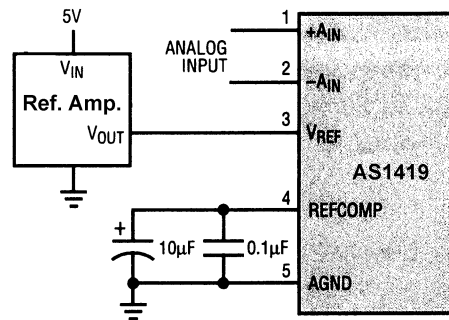 5V
VIN
Ref. Amp.
VOUT
ANALOG
INPUT
1
+AIN
2
−AIN
3
VREF
AS1419
4
REFCOMP
+
10µF
0.1µF
5
AGND